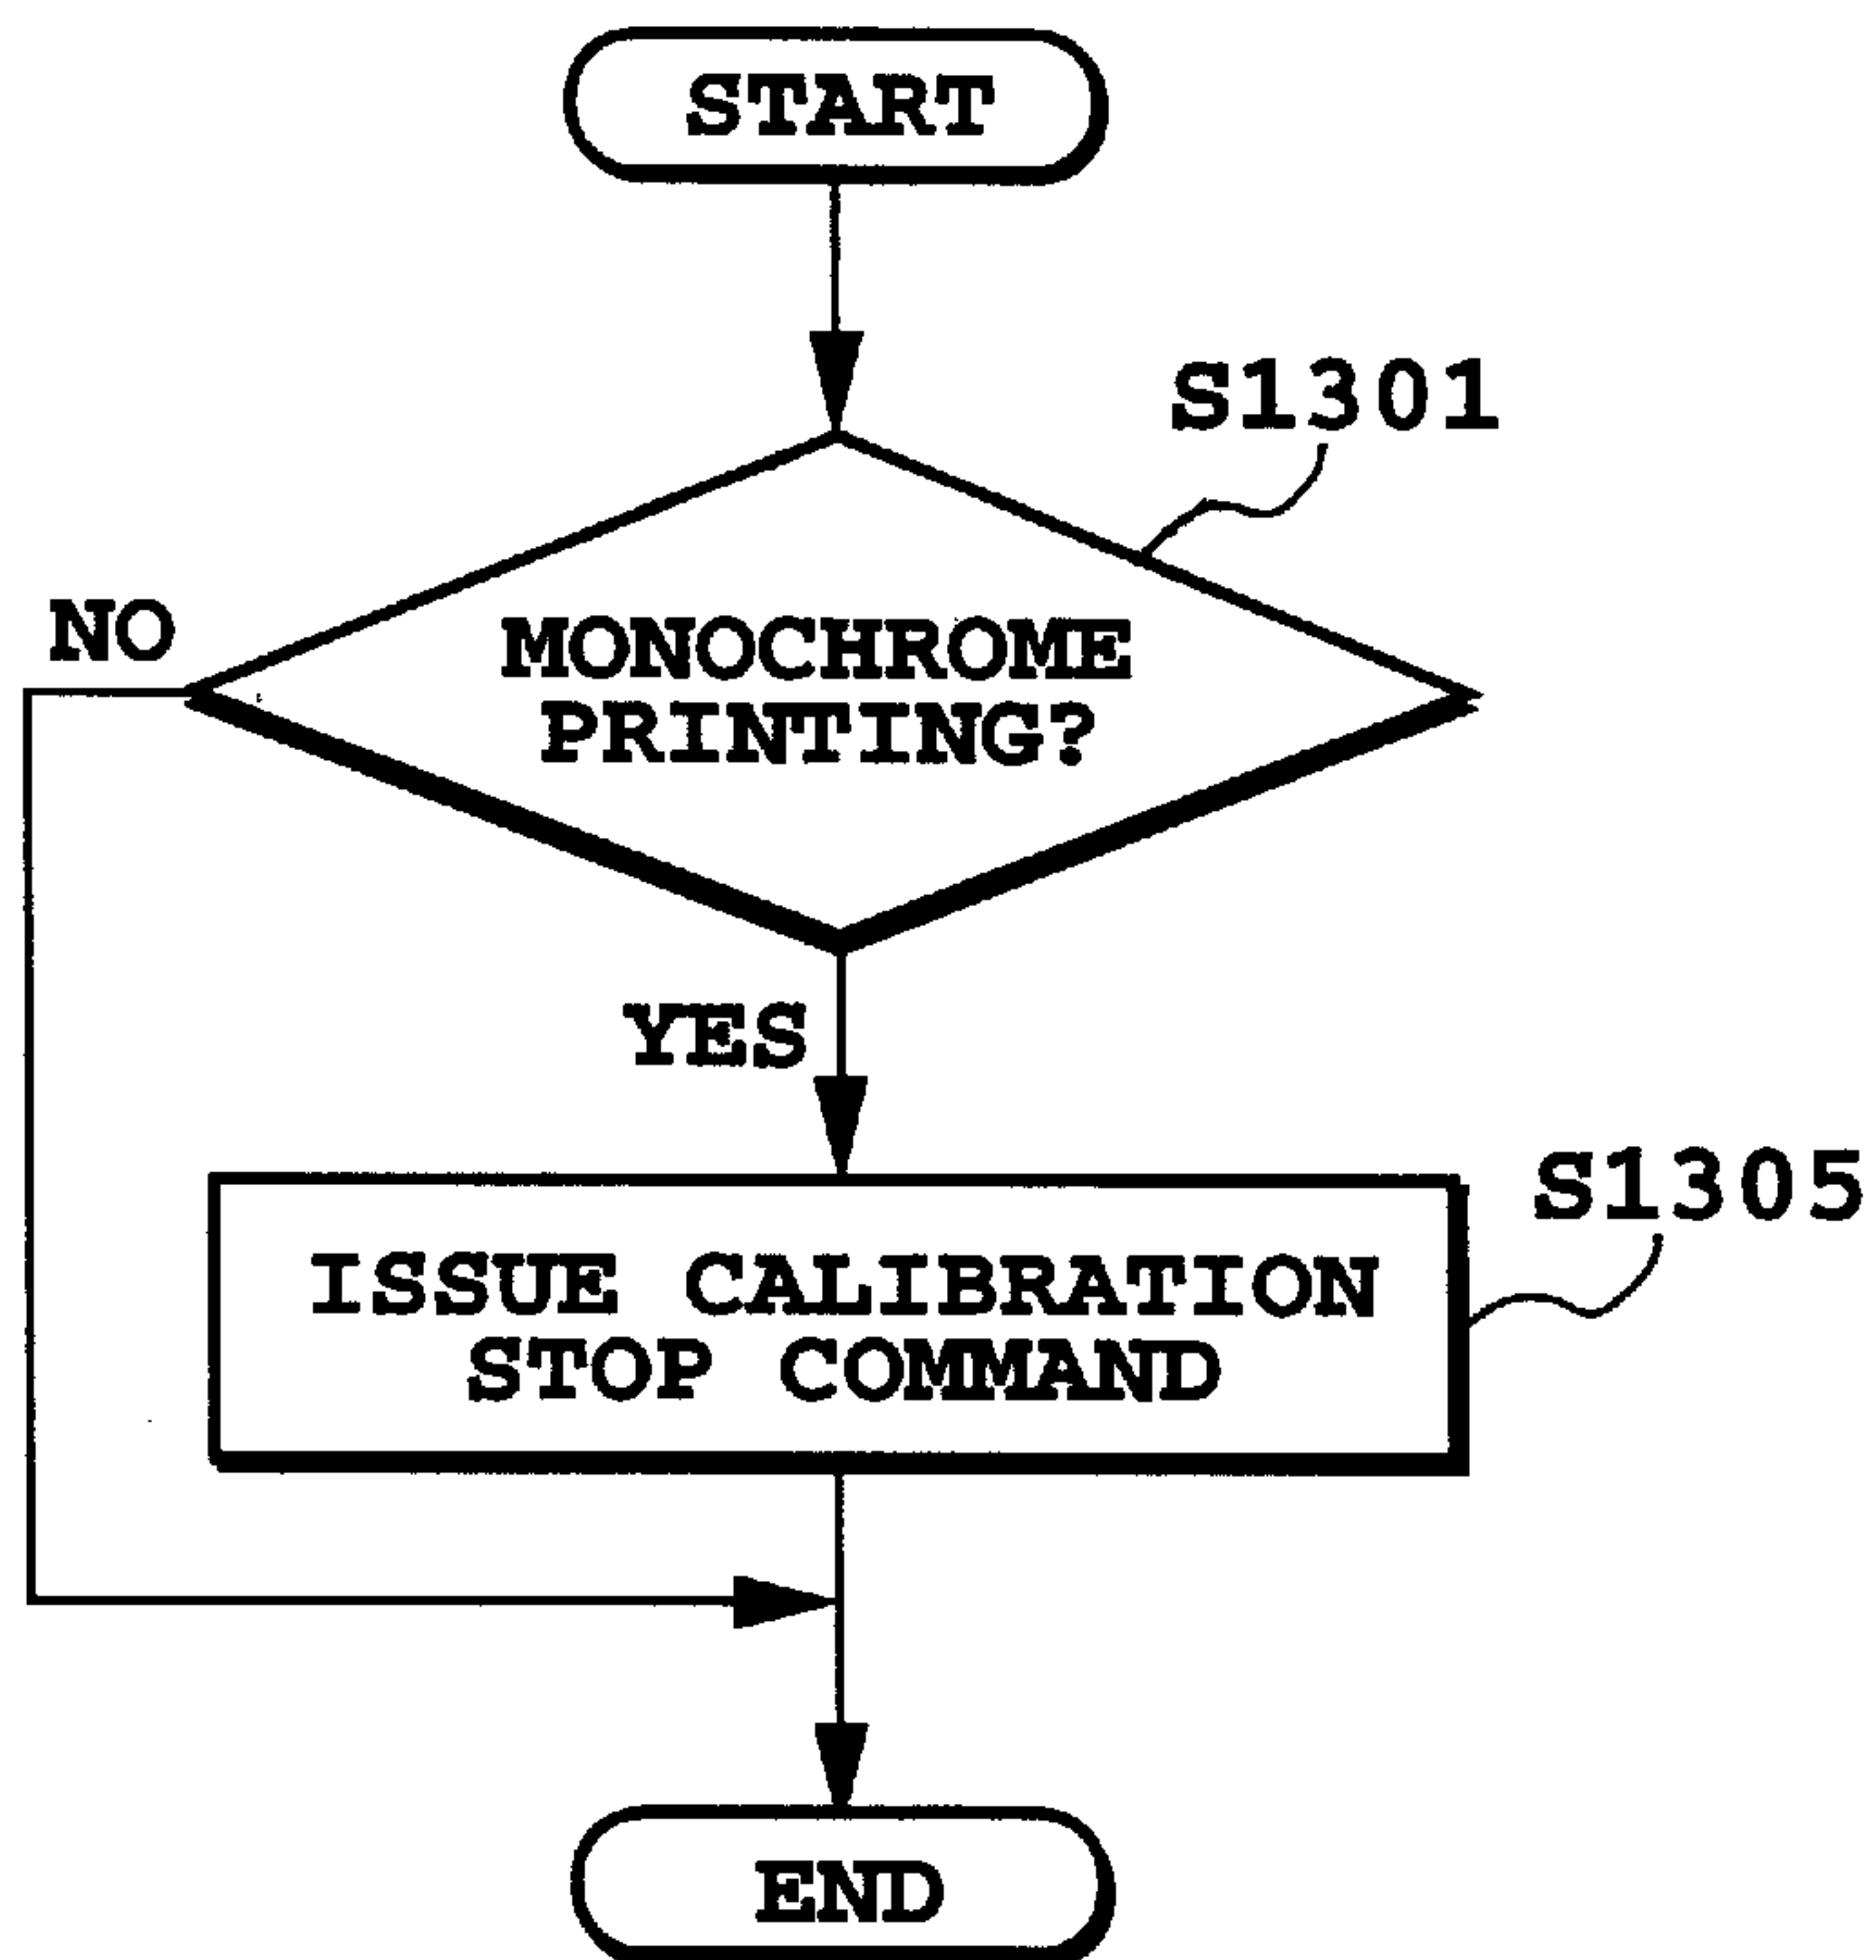 START
S1301
NO
MONOCHROME
PRINTING?
YES
S1305
ISSUE CALIBRATION
STOP COMMAND
END